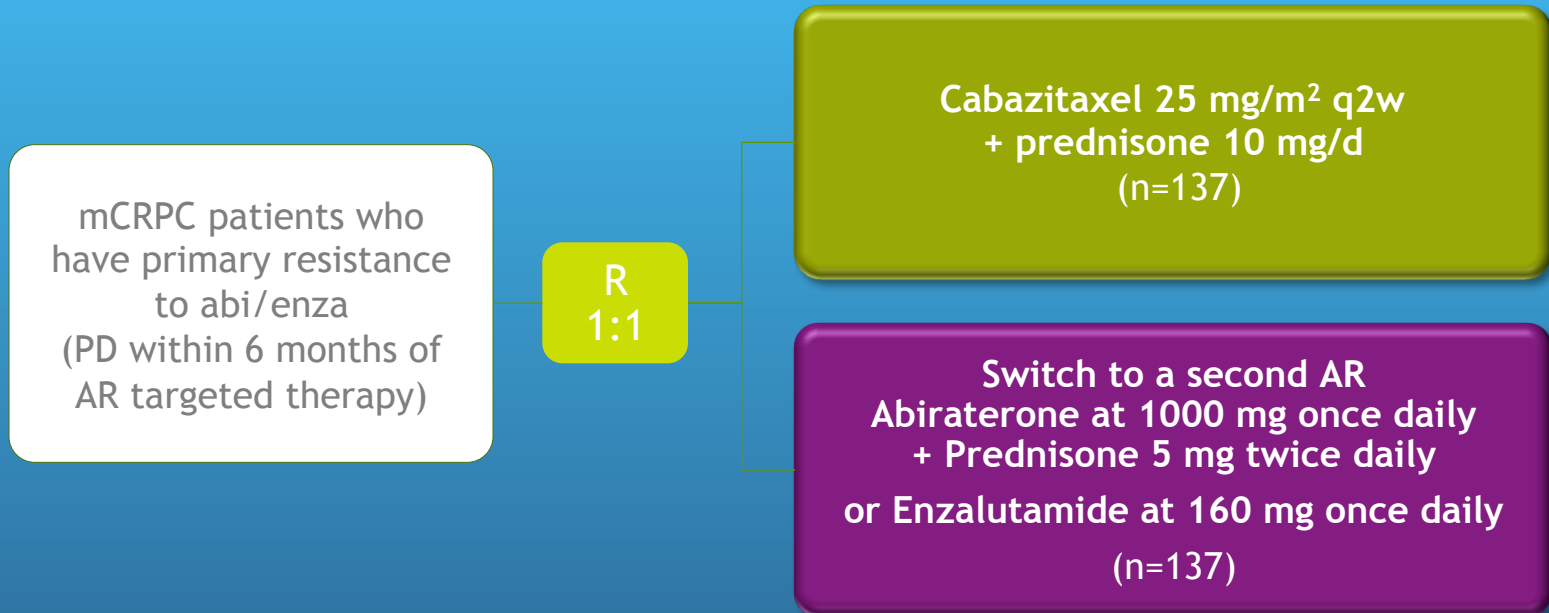 mCRPC patients who
have primary resistance
to abi/enza
(PD within 6 months of
AR targeted therapy)
R
1:1
Cabazitaxel 25 mg/m² q2w
+ prednisone 10 mg/d
(n=137)
Switch to a second AR
Abiraterone at 1000 mg once daily
+ Prednisone 5 mg twice daily
or Enzalutamide at 160 mg once daily
(n=137)